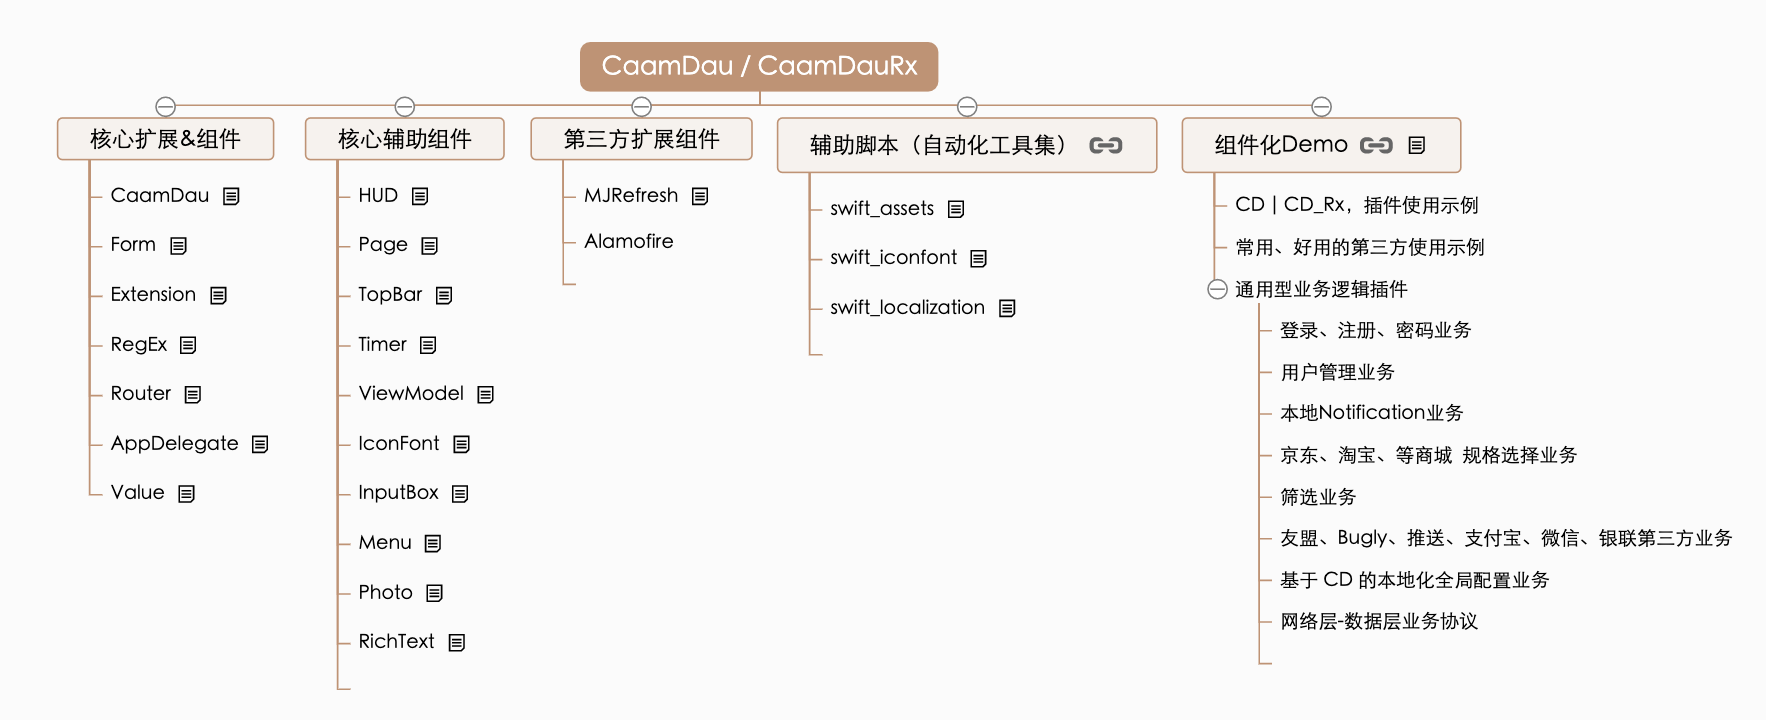 CaamDau / CaamDauRx
核心扩展&组件
CaamDau
Form
Extension
RegEx
Router
AppDelegate
Value
核心辅助组件
HUD
Page
TopBar
Timer
ViewModel
IconFont
InputBox
Menu
Photo
RichText
第三方扩展组件
MJRefresh
Alamofire
辅助脚本（自动化工具集）
swift_assets
swift_iconfont
swift_localization
组件化Demo
CD | CD_Rx，插件使用示例
常用、好用的第三方使用示例
通用型业务逻辑插件
登录、注册、密码业务
用户管理业务
本地Notification业务
京东、淘宝、等商城 规格选择业务
筛选业务
友盟、Bugly、推送、支付宝、微信、银联第三方业务
基于 CD 的本地化全局配置业务
网络层-数据层业务协议